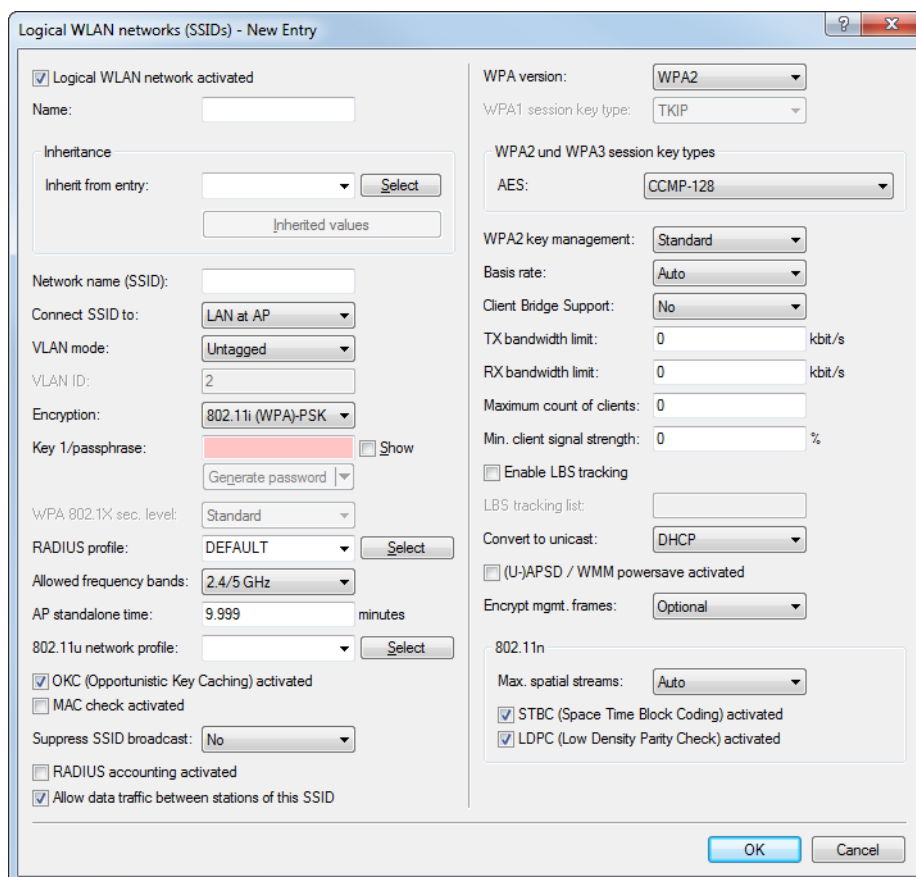 Logical WLAN networks (SSIDs) - New Entry
?
Logical WLAN network activated
Name:
Inheritance
Inherit from entry:
Select
Inherited values
Network name (SSID):
Connect SSID to: LAN at AP
VLAN mode: Untagged
VLAN ID: 2
Encryption: 802.11i (WPA)-PSK
Key 1/passphrase: Show
Generate password
WPA 802.1X sec. level: Standard
RADIUS profile: DEFAULT Select
Allowed frequency bands: 2.4/5 GHz
AP standalone time: 9.999 minutes
802.11u network profile: Select
OKC (Opportunistic Key Caching) activated
MAC check activated
Suppress SSID broadcast: No
RADIUS accounting activated
Allow data traffic between stations of this SSID
WPA version: WPA2
WPA1 session key type: TKIP
WPA2 und WPA3 session key types
AES: CCMP-128
WPA2 key management: Standard
Basis rate: Auto
Client Bridge Support: No
TX bandwidth limit: 0 kbit/s
RX bandwidth limit: 0 kbit/s
Maximum count of clients: 0
Min. client signal strength: 0 %
Enable LBS tracking
LBS tracking list:
Convert to unicast: DHCP
(U-)APSD / WMM powersave activated
Encrypt mgmt. frames: Optional
802.11n
Max. spatial streams: Auto
STBC (Space Time Block Coding) activated
LDPC (Low Density Parity Check) activated
OK Cancel